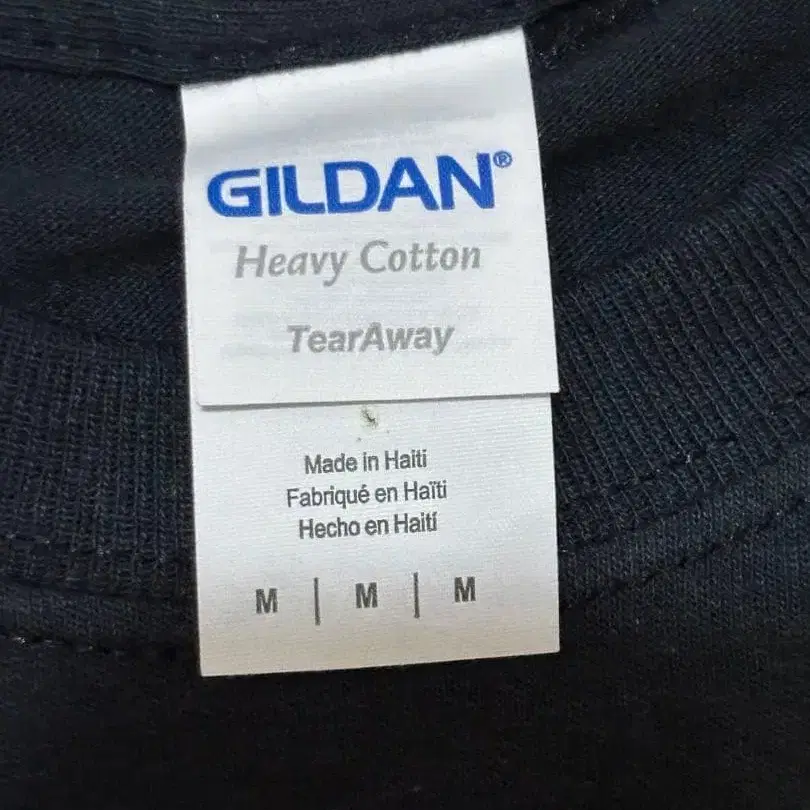 GILDAN®
Heavy Cotton
TearAway
Made in Haiti
Fabriqué en Haïti
Hecho en Haití
M | M | M